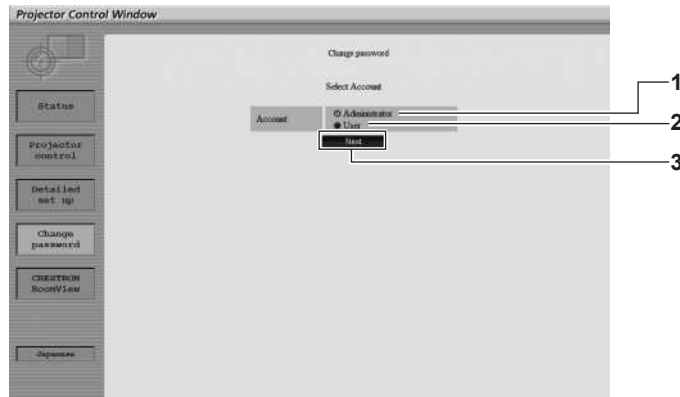 Projector Control Window
Change password
Select Account
Account
Administrator
User
Next
1
2
3
Status
Projector
control
Detailed
set up
Change
password
CRESTRON
RoomView
Japanese